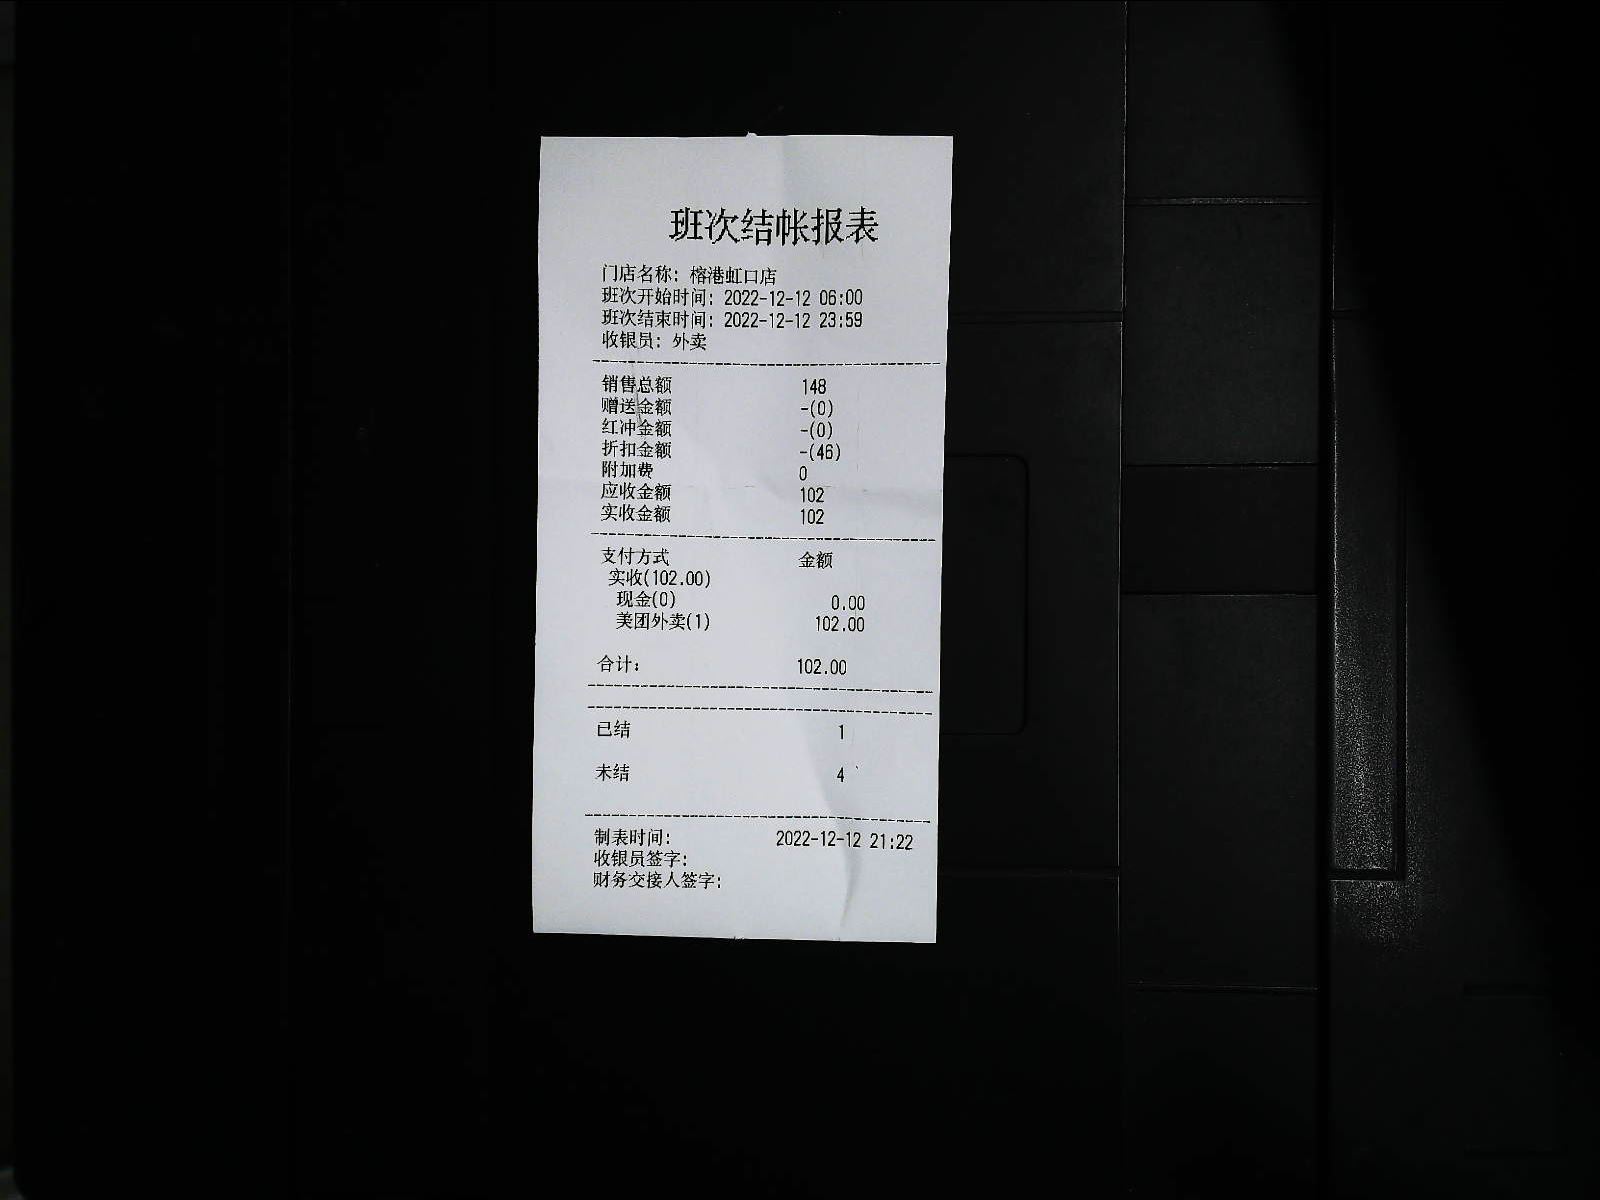 班次结帐报表
门店名称: 榕港虹口店
班次开始时间: 2022-12-12 06:00
班次结束时间: 2022-12-12 23:59
收银员: 外卖
销售总额 148
赠送金额 -(0)
红冲金额 -(0)
折扣金额 -(46)
附加费 0
应收金额 102
实收金额 102
支付方式 金额
实收(102.00)
现金(0) 0.00
美团外卖(1) 102.00
合计: 102.00
已结 1
未结 4
制表时间: 2022-12-12 21:22
收银员签字:
财务交接人签字: